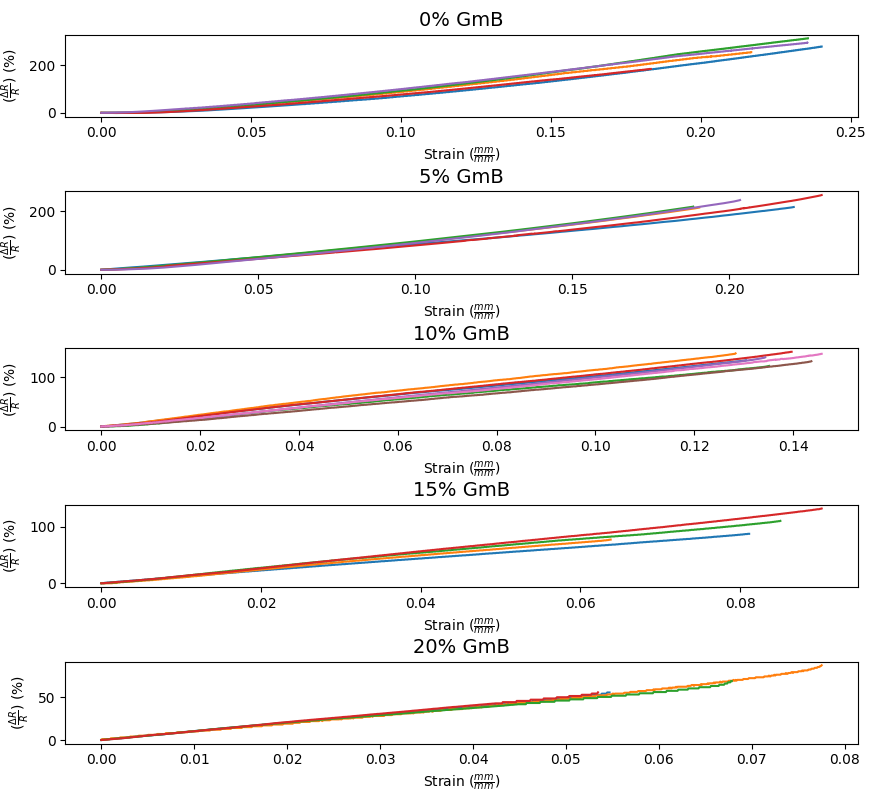 0% GmB
(ΔR/R) (%)
200
0
0.00 0.05 0.10 0.15 0.20 0.25
Strain (mm/mm)
5% GmB
(ΔR/R) (%)
200
0
0.00 0.05 0.10 0.15 0.20
Strain (mm/mm)
10% GmB
(ΔR/R) (%)
100
0
0.00 0.02 0.04 0.06 0.08 0.10 0.12 0.14
Strain (mm/mm)
15% GmB
(ΔR/R) (%)
100
0
0.00 0.02 0.04 0.06 0.08
Strain (mm/mm)
20% GmB
(ΔR/R) (%)
50
0
0.00 0.01 0.02 0.03 0.04 0.05 0.06 0.07 0.08
Strain (mm/mm)